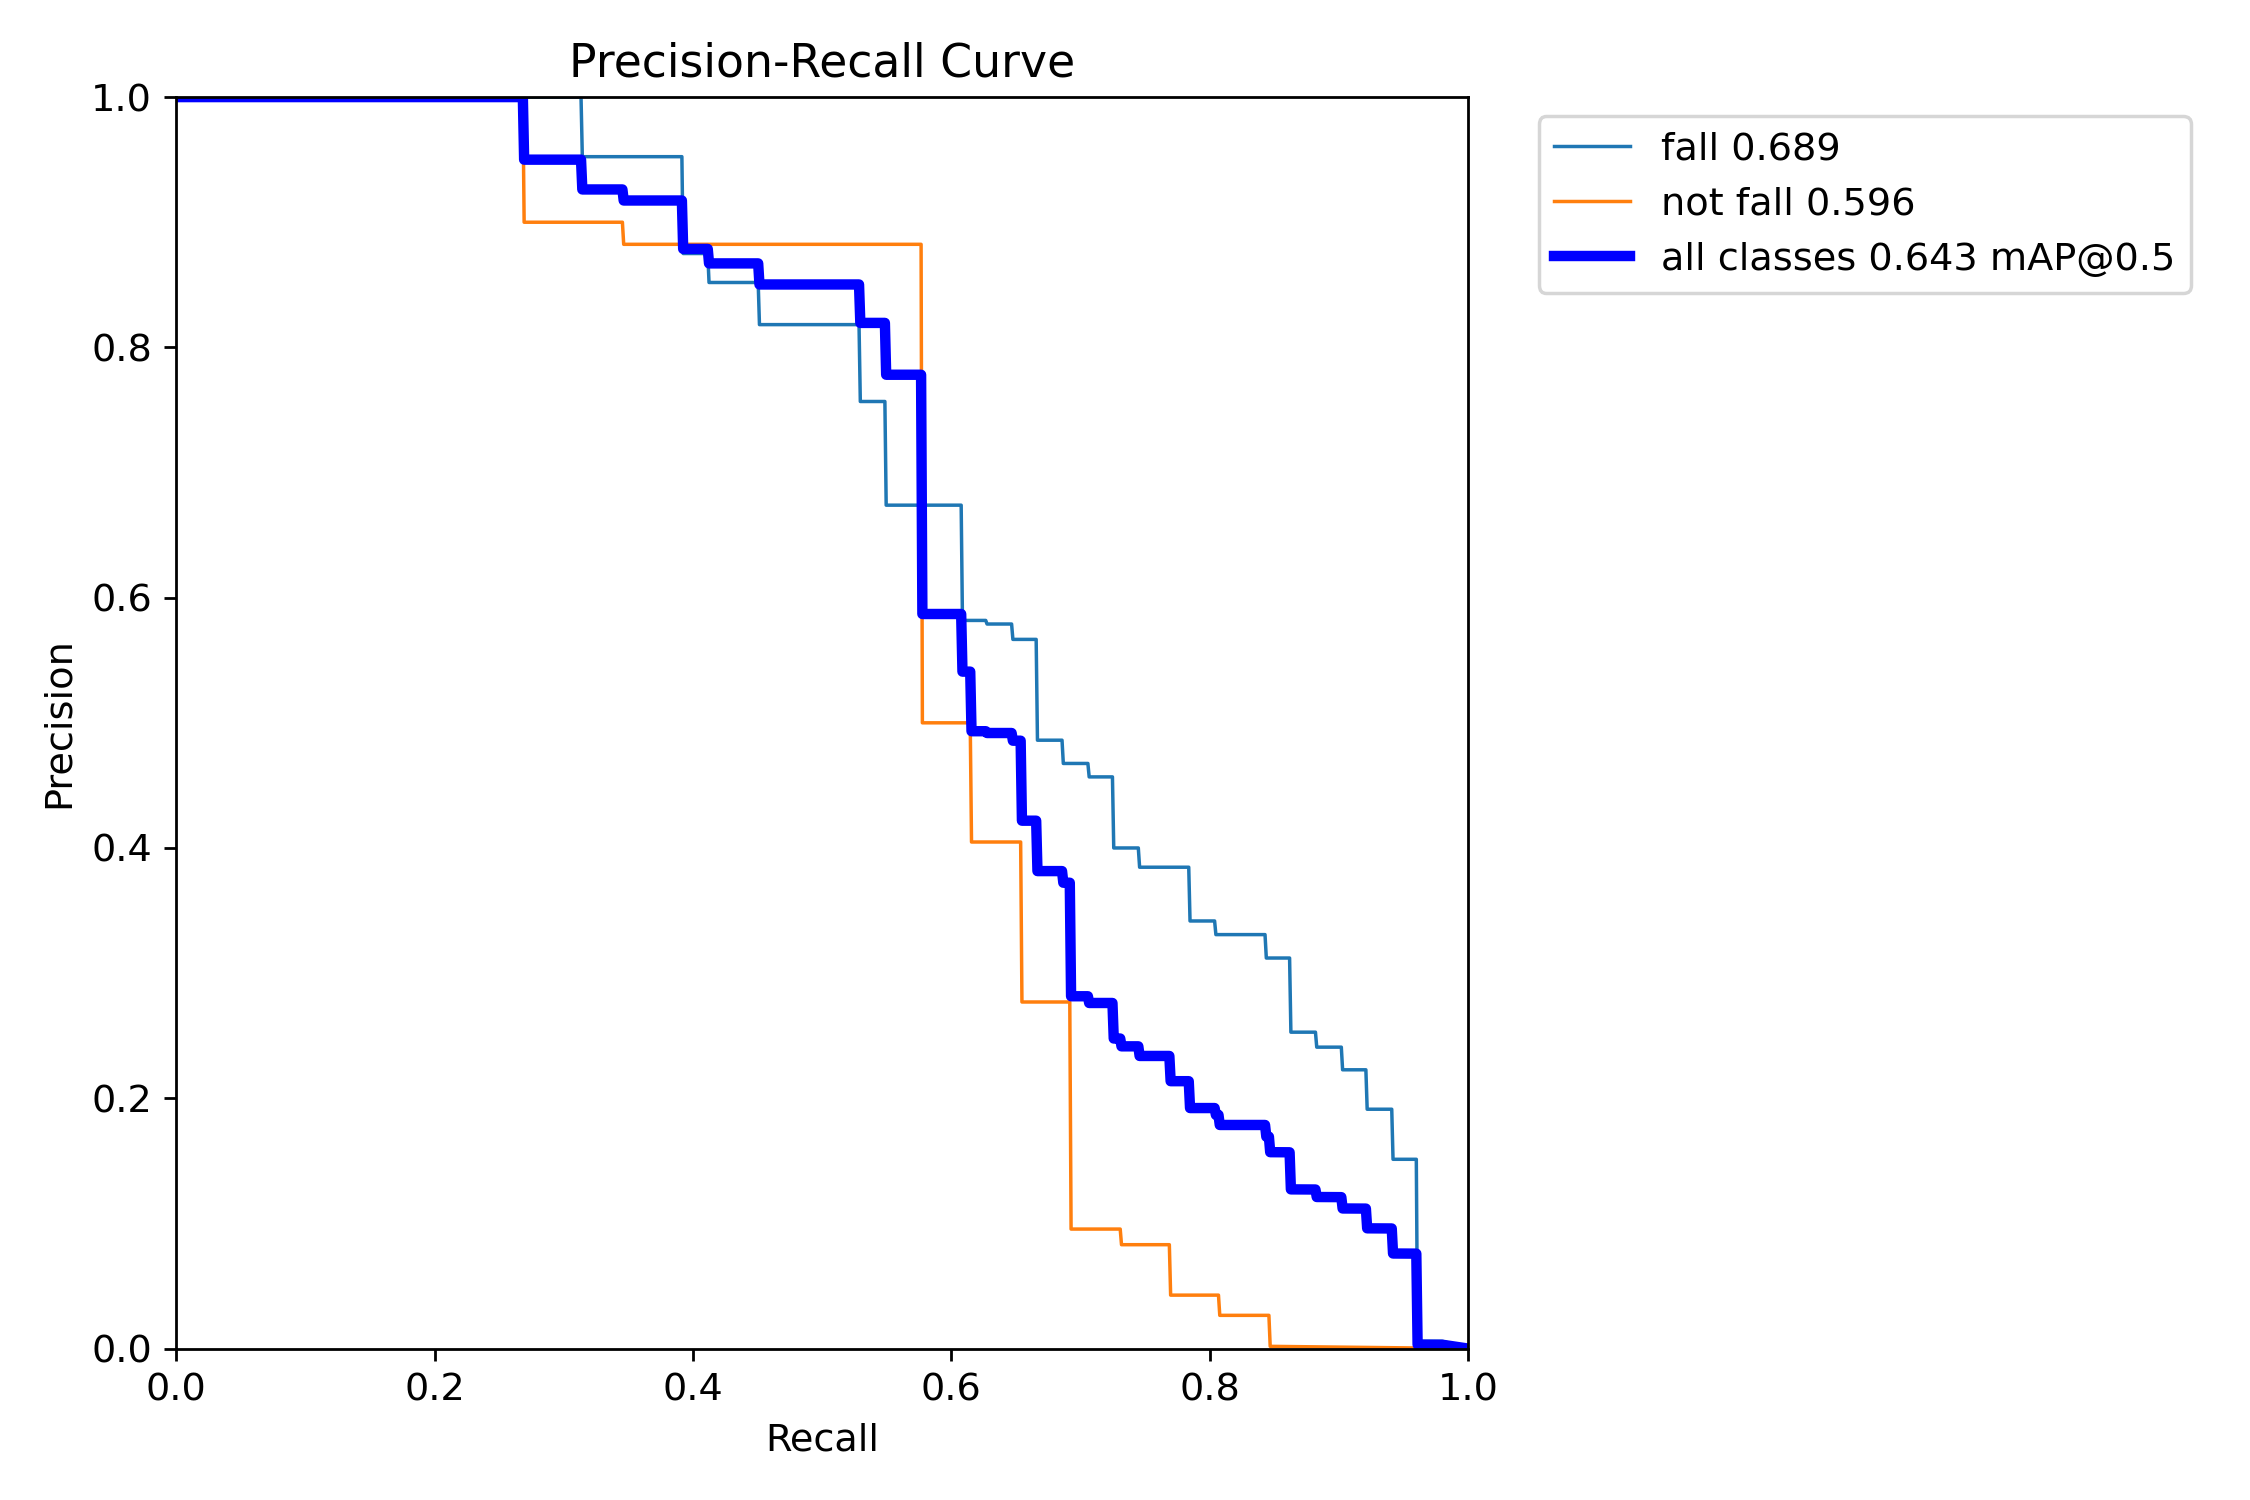 Precision-Recall Curve
1.0
0.8
0.6
0.4
0.2
0.0
Precision
0.0 0.2 0.4 0.6 0.8 1.0
Recall
fall 0.689
not fall 0.596
all classes 0.643 mAP@0.5